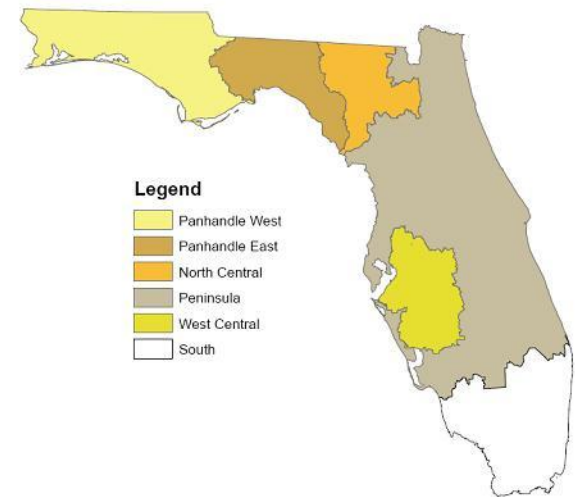 Legend
Panhandle West
Panhandle East
North Central
Peninsula
West Central
South